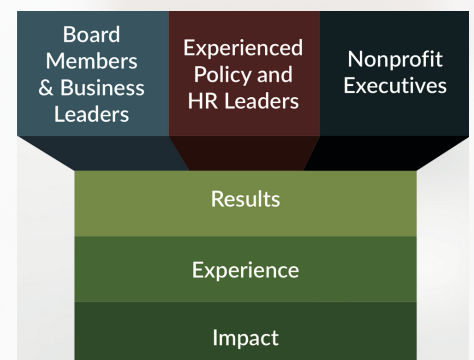 Board
Members
& Business
Leaders
Experienced
Policy and
HR Leaders
Nonprofit
Executives
Results
Experience
Impact